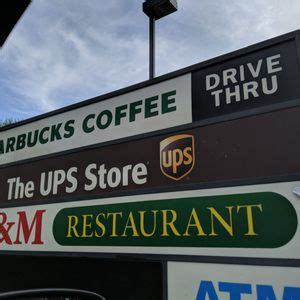 ARBUCKS COFFEE
DRIVE
THRU
The UPS Store
ups
&M RESTAURANT
ATM